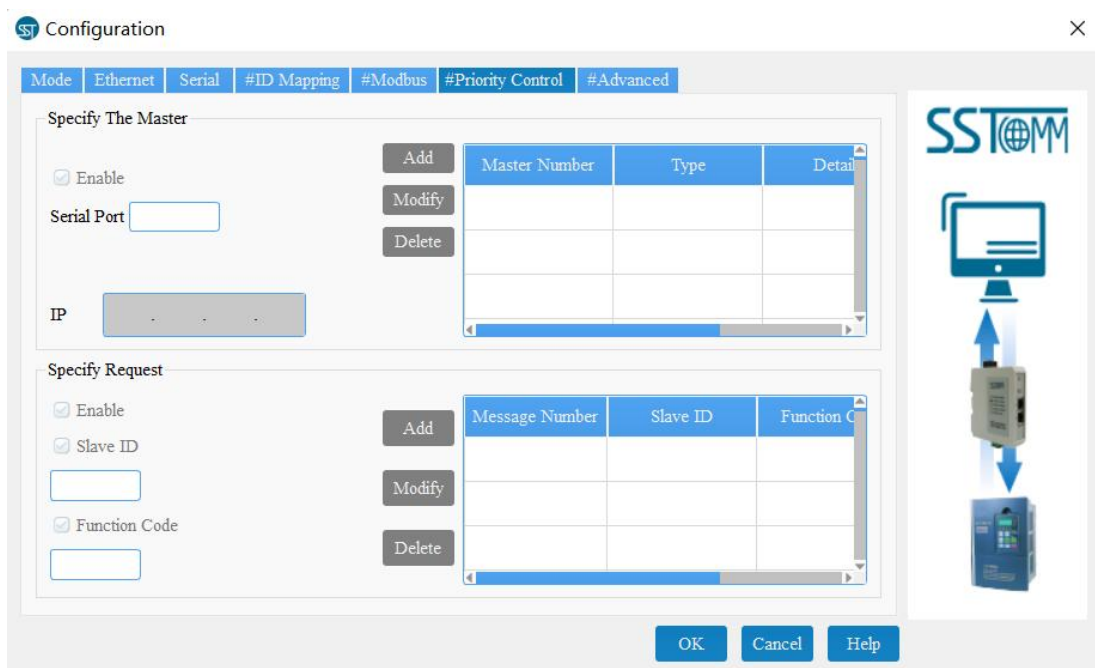 Configuration
Mode Ethernet Serial #ID Mapping #Modbus #Priority Control #Advanced
Specify The Master
Enable
Serial Port
IP . . .
Add
Modify
Delete
Master Number Type Detail
Specify Request
Enable
Slave ID
Function Code
Add
Modify
Delete
Message Number Slave ID Function C
OK Cancel Help
SSTCOMM